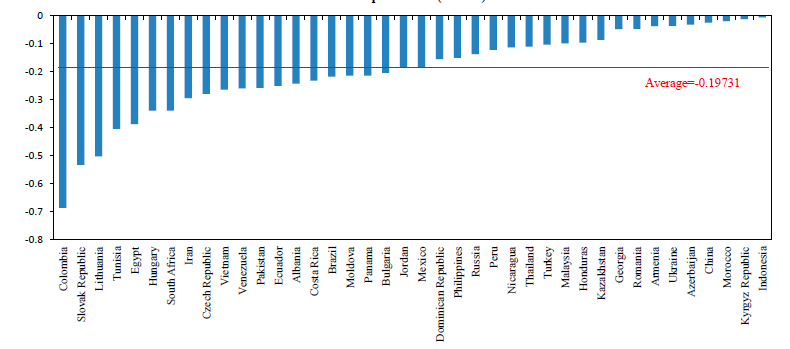 0
-0.1
-0.2
-0.3
-0.4
-0.5
-0.6
-0.7
-0.8
Average=-0.19731
Colombia
Slovak Republic
Lithuania
Tunisia
Egypt
Hungary
South Africa
Iran
Czech Republic
Vietnam
Venezuela
Pakistan
Ecuador
Albania
Costa Rica
Brazil
Moldova
Panama
Bulgaria
Jordan
Mexico
Dominican Republic
Philippines
Russia
Peru
Nicaragua
Thailand
Turkey
Malaysia
Honduras
Kazakhstan
Georgia
Romania
Armenia
Ukraine
Azerbaijan
China
Morocco
Kyrgyz Republic
Indonesia